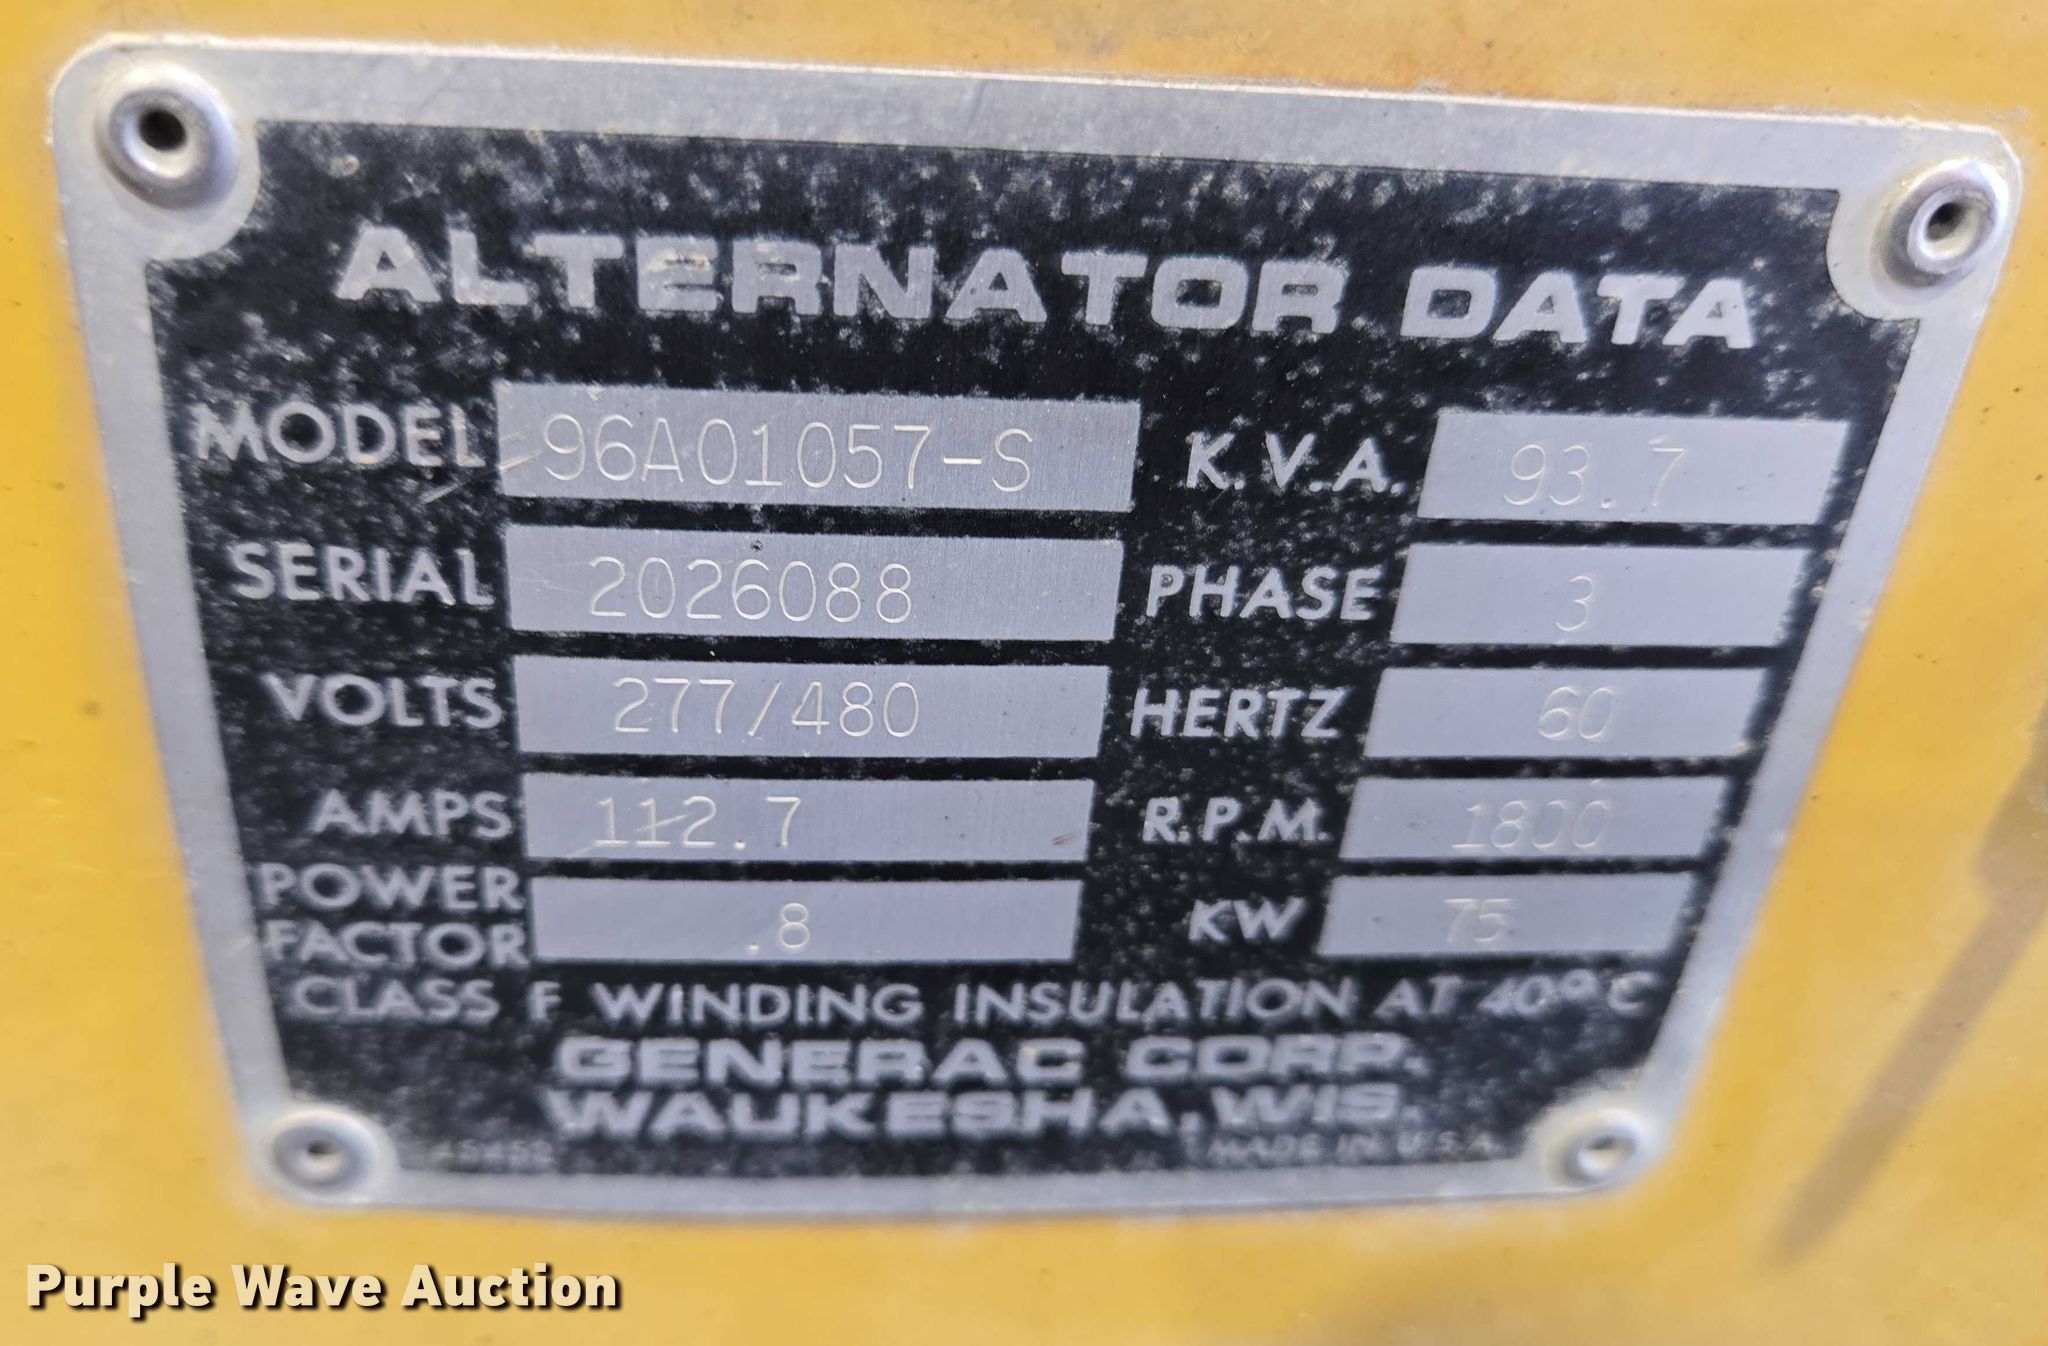 ALTERNATOR DATA
MODEL 96A01057-S K.V.A. 93.7
SERIAL 2026088 PHASE 3
VOLTS 277/480 HERTZ 60
AMPS 112.7 R.P.M. 1800
POWER FACTOR .8 KW 75
CLASS F WINDING INSULATION AT 40°C
GENERAC CORP.
WAUKESHA, WIS.
MADE IN U.S.A.
Purple Wave Auction